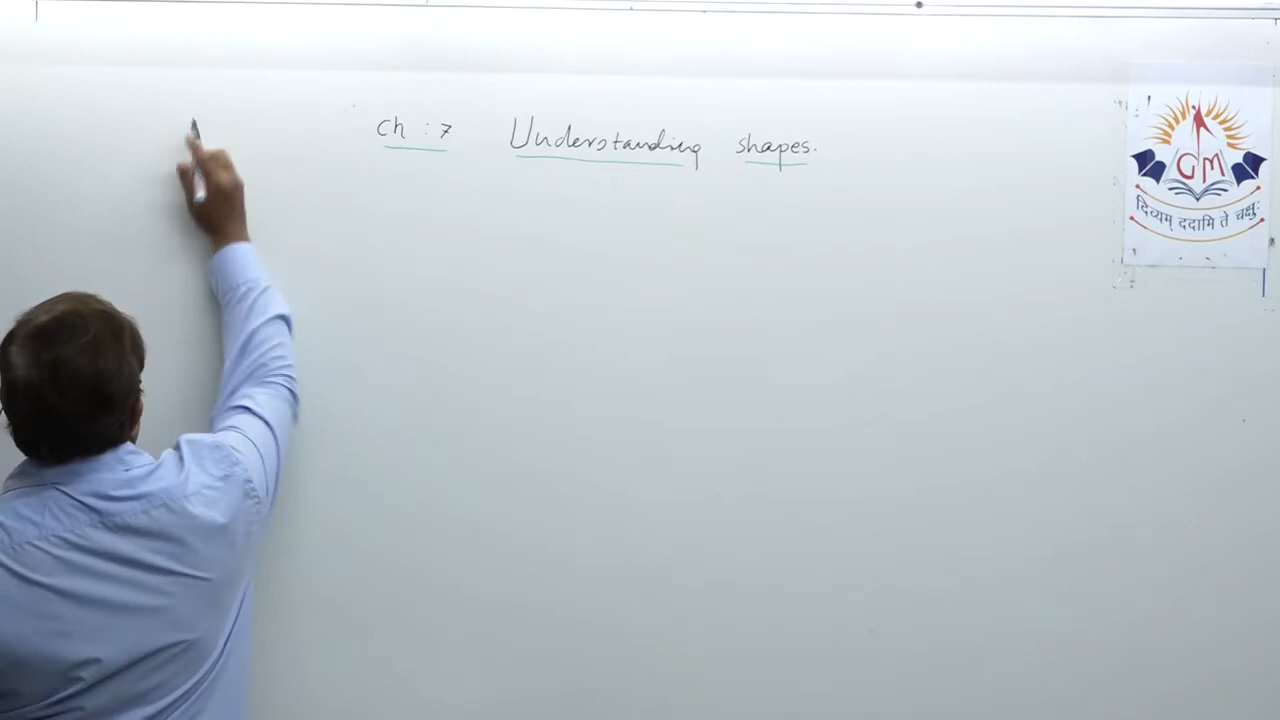 Ch : 7 Understanding shapes.
GM
दिव्यम् ददामि ते चक्षुः